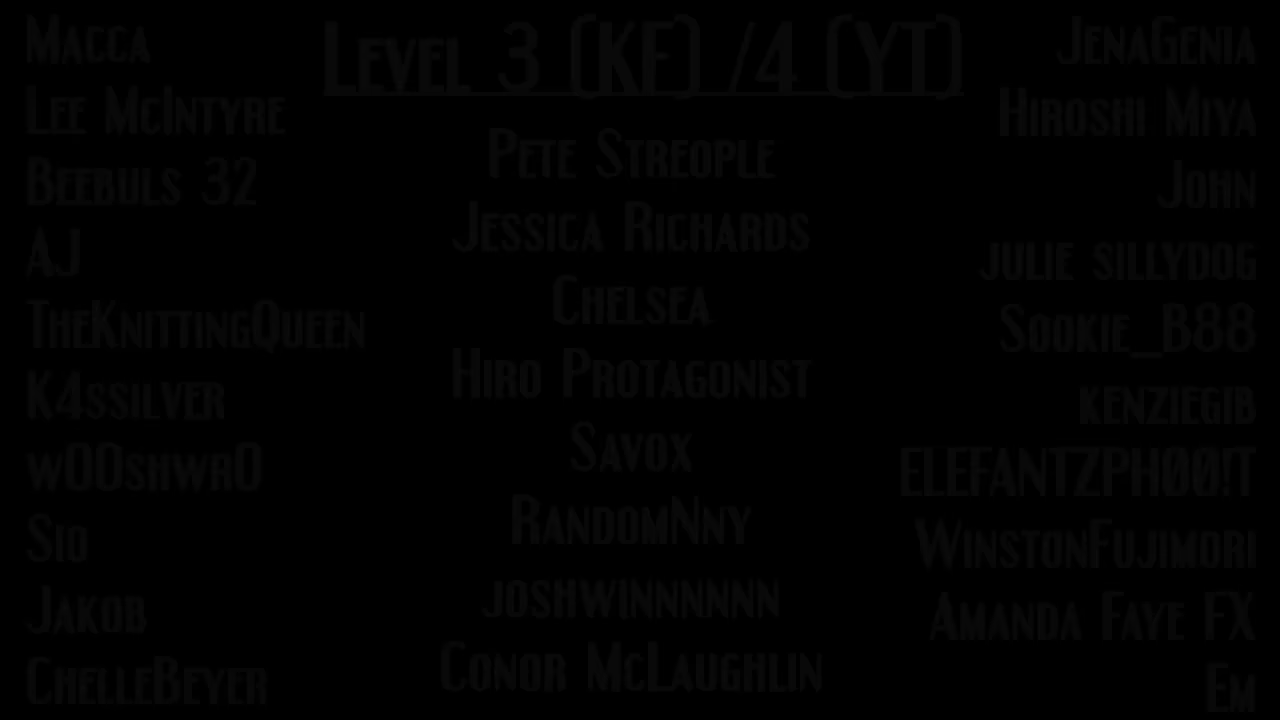 Level 3 (KF) /4 (YT)
Macca
Lee McIntyre
Beebuls 32
AJ
TheKnittingQueen
K4ssilver
w00shwr0
Sio
Jakob
ChelleBeyer
Pete Streople
Jessica Richards
Chelsea
Hiro Protagonist
Savox
RandomNny
joshwinnnnnn
Conor McLaughlin
JenaGenia
Hiroshi Miya
John
julie sillydog
Sookie_B88
kenziegib
ELEFANTZPH00!T
WinstonFujimori
Amanda Faye FX
Em